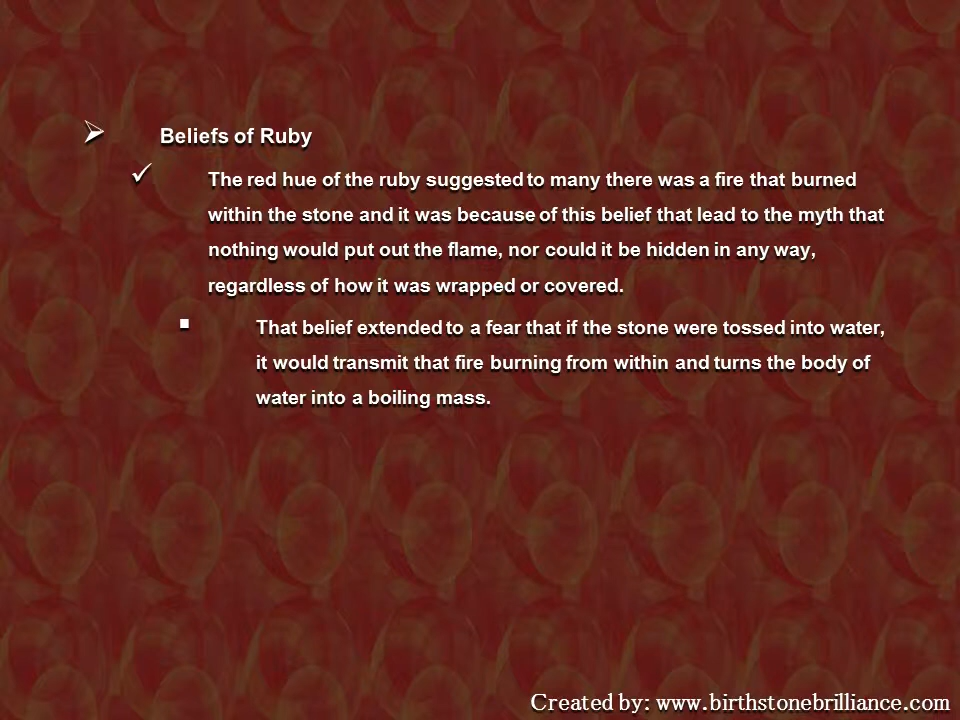 Beliefs of Ruby
The red hue of the ruby suggested to many there was a fire that burned
within the stone and it was because of this belief that lead to the myth that
nothing would put out the flame, nor could it be hidden in any way,
regardless of how it was wrapped or covered.
That belief extended to a fear that if the stone were tossed into water,
it would transmit that fire burning from within and turns the body of
water into a boiling mass.
Created by: www.birthstonebrilliance.com